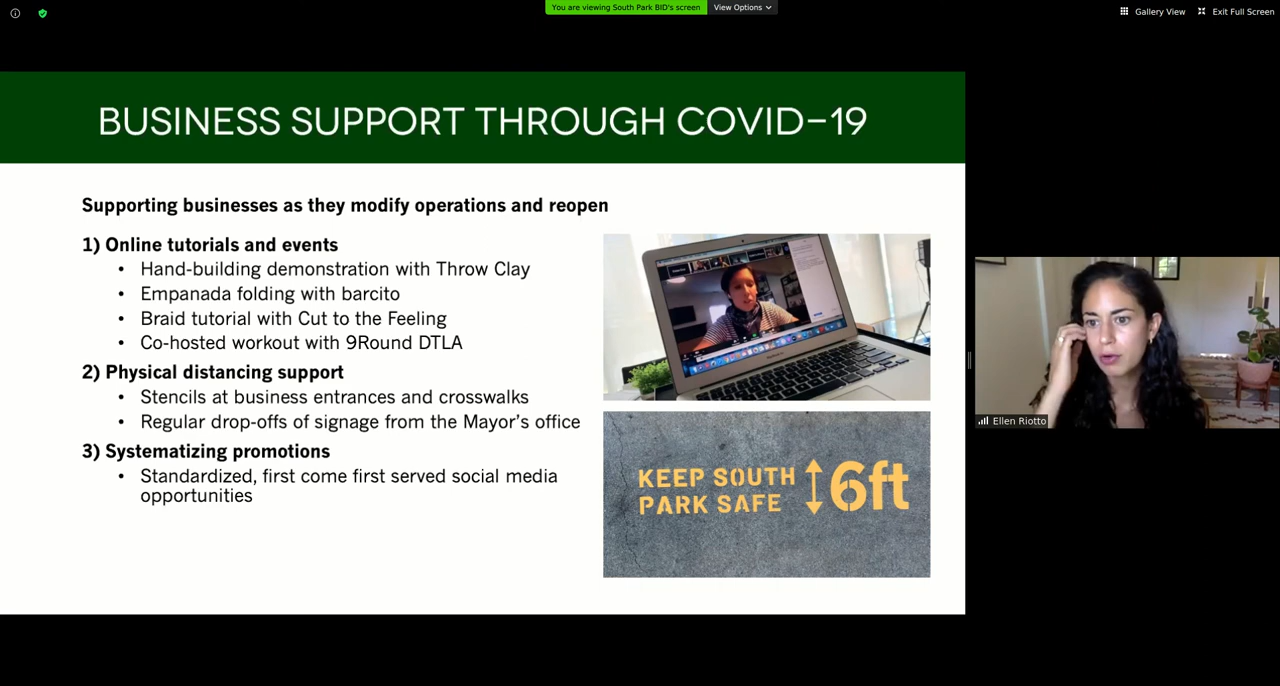 You are viewing South Park BID's screen
View Options
Gallery View
Exit Full Screen
BUSINESS SUPPORT THROUGH COVID-19
Supporting businesses as they modify operations and reopen
1) Online tutorials and events
• Hand-building demonstration with Throw Clay
• Empanada folding with barcito
• Braid tutorial with Cut to the Feeling
• Co-hosted workout with 9Round DTLA
2) Physical distancing support
• Stencils at business entrances and crosswalks
• Regular drop-offs of signage from the Mayor's office
3) Systematizing promotions
• Standardized, first come first served social media
opportunities
KEEP SOUTH
PARK SAFE
6ft
Ellen Riotto